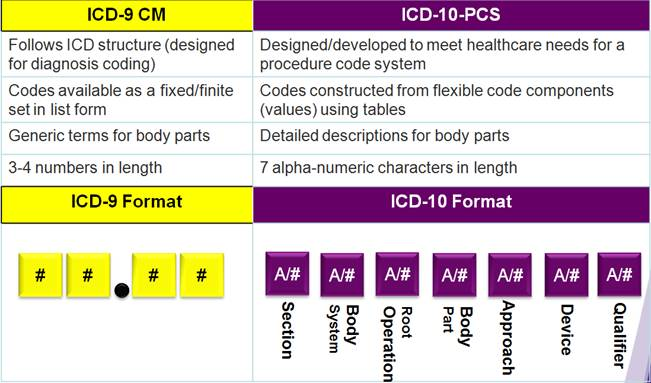 ICD-9 CM
ICD-10-PCS
Follows ICD structure (designed
for diagnosis coding)
Designed/developed to meet healthcare needs for a
procedure code system
Codes available as a fixed/finite
set in list form
Codes constructed from flexible code components
(values) using tables
Generic terms for body parts
Detailed descriptions for body parts
3-4 numbers in length
7 alpha-numeric characters in length
ICD-9 Format
ICD-10 Format
# # . # #
A/# A/# A/# A/# A/# A/# A/#
Section
Body
System
Root
Operation
Body
Part
Approach
Device
Qualifier